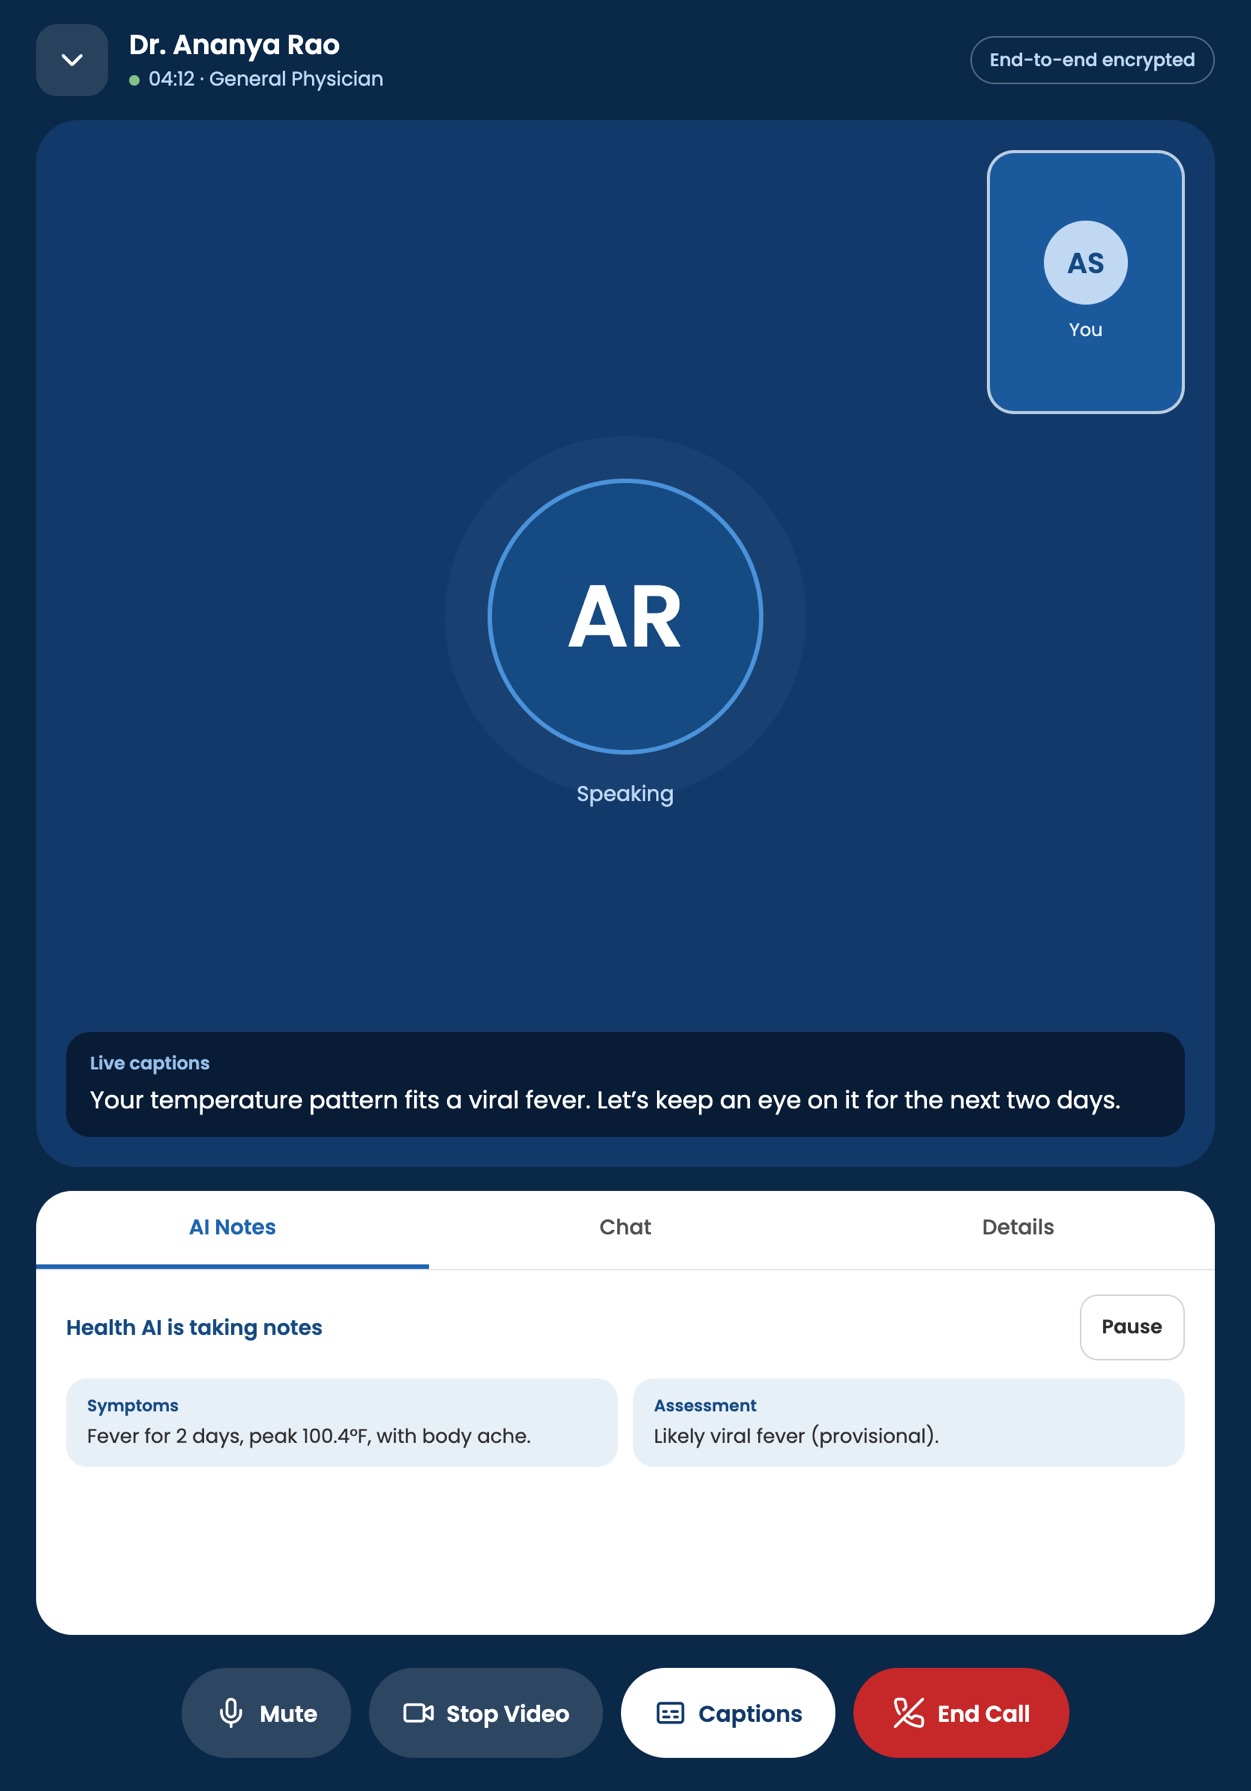 Dr. Ananya Rao
04:12 · General Physician
End-to-end encrypted
AS
You
AR
Speaking
Live captions
Your temperature pattern fits a viral fever. Let’s keep an eye on it for the next two days.
AI Notes
Chat
Details
Health AI is taking notes
Pause
Symptoms
Fever for 2 days, peak 100.4°F, with body ache.
Assessment
Likely viral fever (provisional).
Mute
Stop Video
Captions
End Call